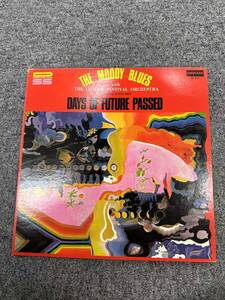 THE MOODY BLUES
with
THE LONDON FESTIVAL ORCHESTRA
DAYS OF FUTURE PASSED